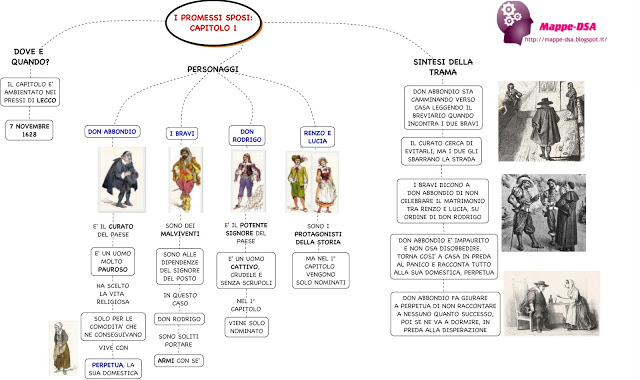 I PROMESSI SPOSI:
CAPITOLO 1
Mappe-DSA
http://mappe-dsa.blogspot.it/
DOVE E
QUANDO?
IL CAPITOLO E'
AMBIENTATO NEI
PRESSI DI LECCO
7 NOVEMBRE
1628
PERSONAGGI
DON ABBONDIO
E' IL CURATO
DEL PAESE
E' UN UOMO
MOLTO
PAUROSO
HA SCELTO
LA VITA
RELIGIOSA
SOLO PER LE
COMODITA' CHE
NE CONSEGUIVANO
VIVE CON
PERPETUA, LA
SUA DOMESTICA
I BRAVI
SONO DEI
MALVIVENTI
SONO ALLE
DIPENDENZE
DEL SIGNORE
DEL POSTO
IN QUESTO
CASO
DON RODRIGO
SONO SOLITI
PORTARE
ARMI CON SE'
DON
RODRIGO
E' IL POTENTE
SIGNORE DEL
PAESE
E' UN UOMO
CATTIVO,
CRUDELE E
SENZA SCRUPOLI
NEL 1°
CAPITOLO
VIENE SOLO
NOMINATO
RENZO E
LUCIA
SONO I
PROTAGONISTI
DELLA STORIA
MA NEL 1°
CAPITOLO
VENGONO
SOLO NOMINATI
SINTESI DELLA
TRAMA
DON ABBONDIO STA
CAMMINANDO VERSO
CASA LEGGENDO IL
BREVIARIO QUANDO
INCONTRA I DUE BRAVI
IL CURATO CERCA DI
EVITARLI, MA I DUE GLI
SBARRANO LA STRADA
I BRAVI DICONO A
DON ABBONDIO DI NON
CELEBRARE IL MATRIMONIO
TRA RENZO E LUCIA, SU
ORDINE DI DON RODRIGO
DON ABBONDIO E' IMPAURITO
E NON OSA DISOBBEDIRE,
TORNA COSI' A CASA IN PREDA
AL PANICO E RACCONTA TUTTO
ALLA SUA DOMESTICA, PERPETUA
DON ABBONDIO FA GIURARE
A PERPETUA DI NON RACCONTARE
A NESSUNO QUANTO SUCCESSO,
POI SE NE VA A DORMIRE, IN
PREDA ALLA DISPERAZIONE